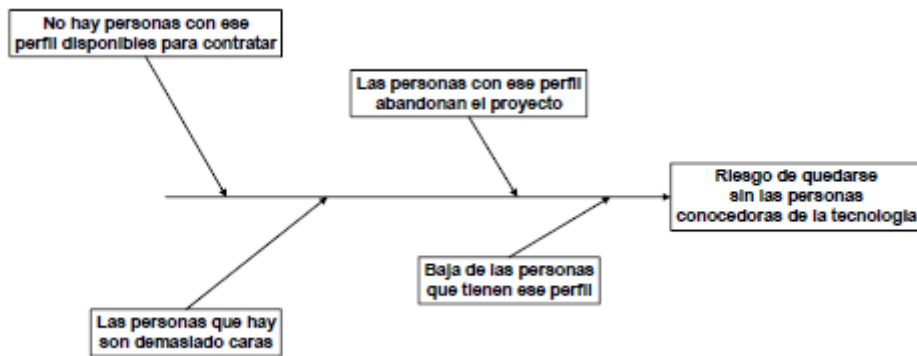 No hay personas con ese
perfil disponibles para contratar
Las personas con ese perfil
abandonan el proyecto
Riesgo de quedarse
sin las personas
conocedoras de la tecnología
Baja de las personas
que tienen ese perfil
Las personas que hay
son demasiado caras